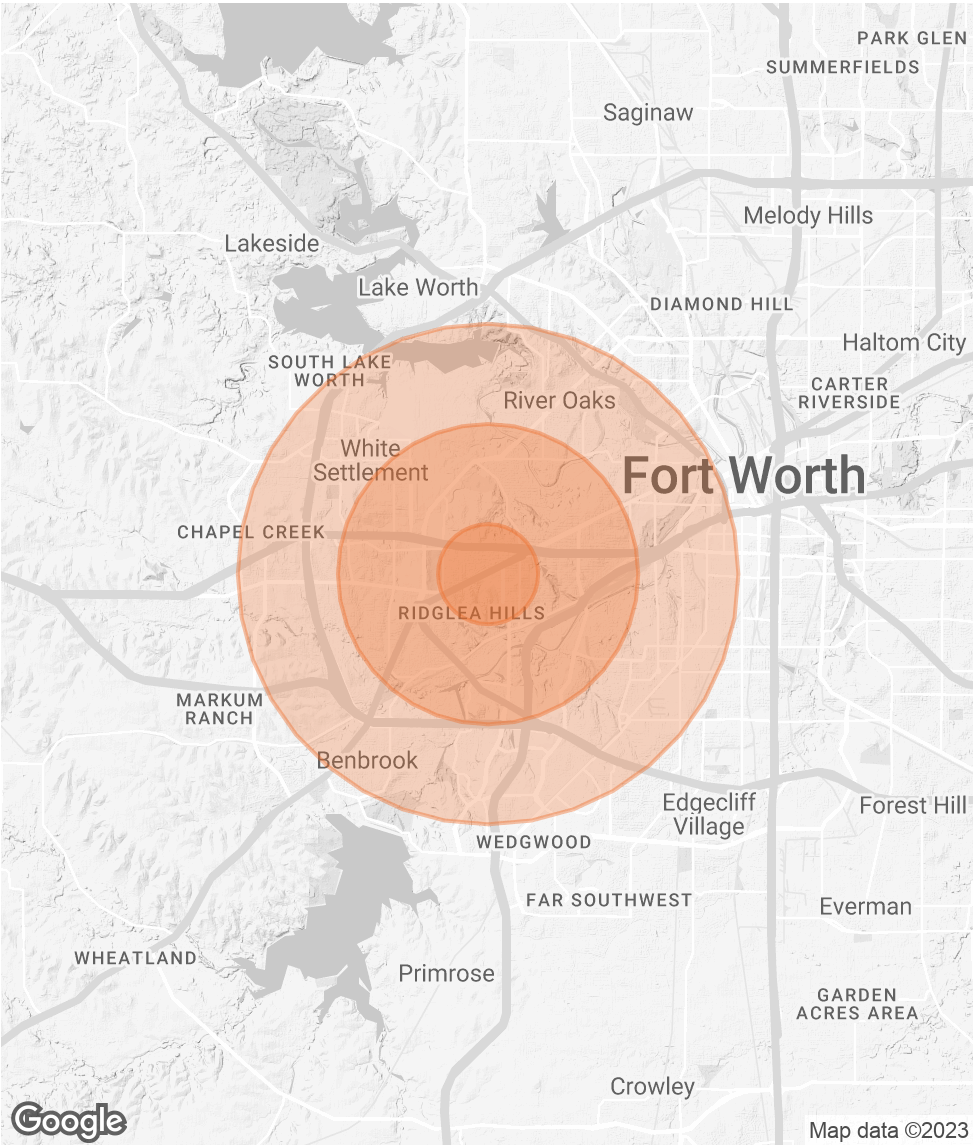 PARK GLEN
SUMMERFIELDS
Saginaw
Melody Hills
Lakeside
Lake Worth
DIAMOND HILL
Haltom City
SOUTH LAKE
WORTH
CARTER
RIVERSIDE
River Oaks
White
Settlement
Fort Worth
CHAPEL CREEK
RIDGLEA HILLS
MARKUM
RANCH
Benbrook
Edgecliff
Village
Forest Hill
WEDGWOOD
FAR SOUTHWEST
Everman
WHEATLAND
Primrose
GARDEN
ACRES AREA
Crowley
Google
Map data ©2023